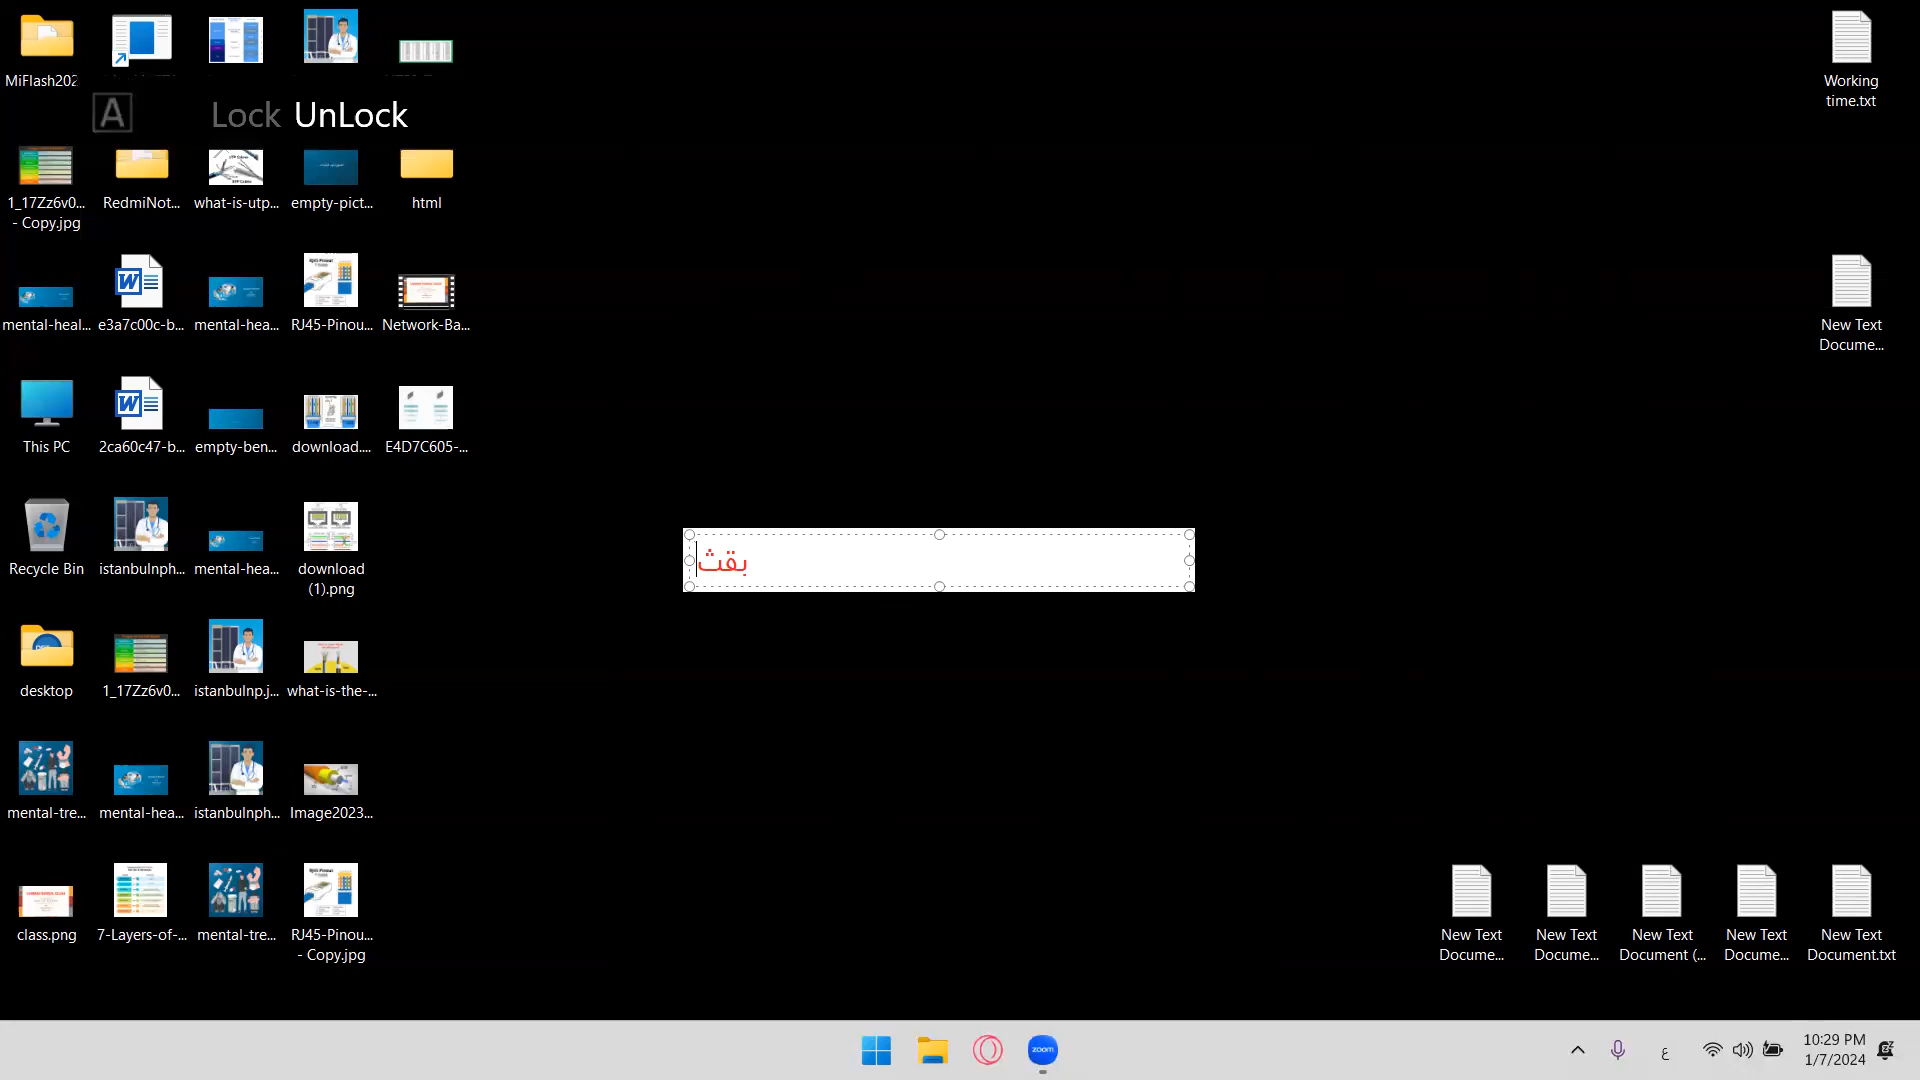 MiFlash202
Working
time.txt
A
Lock UnLock
1_17Zz6v0...
- Copy.jpg
RedmiNot...
what-is-utp...
empty-pict...
html
mental-heal...
e3a7c00c-b...
mental-hea...
RJ45-Pinou...
Network-Ba...
New Text
Docume...
This PC
2ca60c47-b...
empty-ben...
download....
E4D7C605-...
بقث
Recycle Bin
istanbulnph...
mental-hea...
download
(1).png
desktop
1_17Zz6v0...
istanbulnp.j...
what-is-the-...
mental-tre...
mental-hea...
istanbulnph...
Image2023...
class.png
7-Layers-of-...
mental-tre...
RJ45-Pinou...
- Copy.jpg
New Text
Docume...
New Text
Docume...
New Text
Document (...
New Text
Docume...
New Text
Document.txt
zoom
ع
10:29 PM
1/7/2024